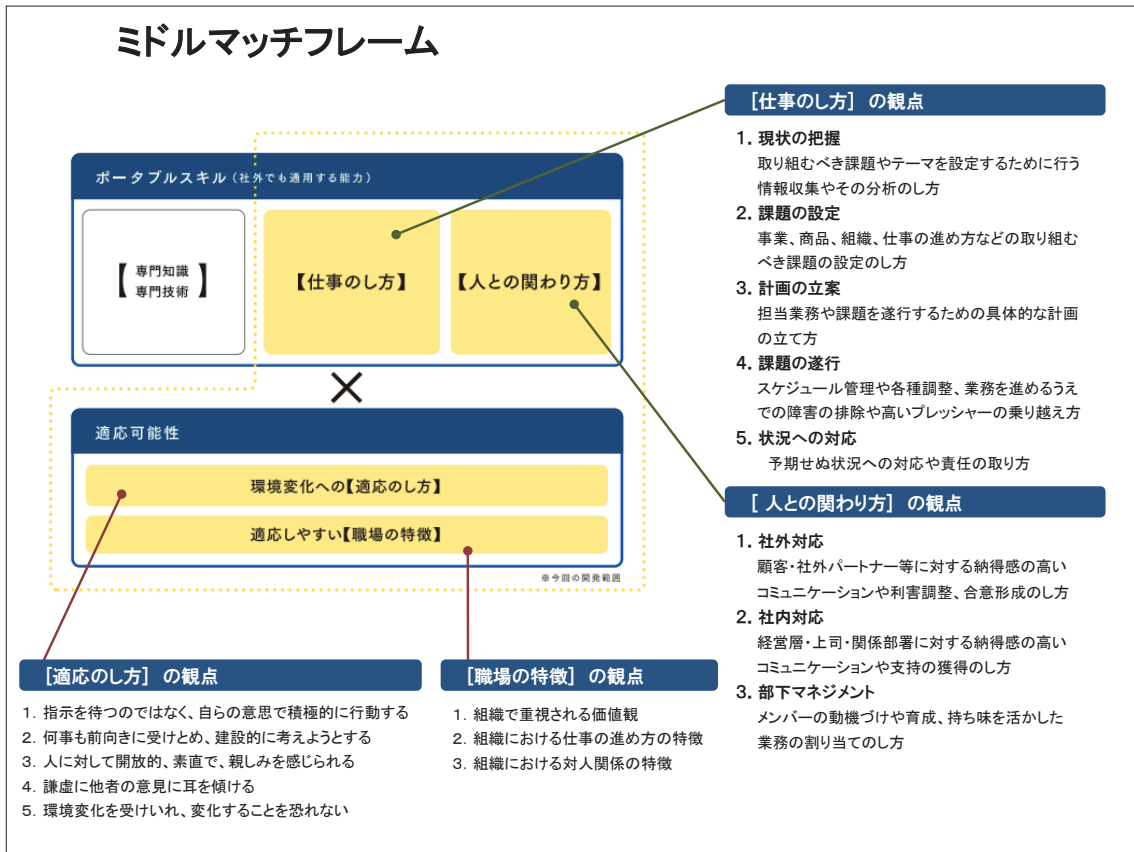 ミドルマッチフレーム
ポータブルスキル（社外でも通用する能力）
【専門知識
専門技術】
【仕事のし方】
【人との関わり方】
×
適応可能性
環境変化への【適応のし方】
適応しやすい【職場の特徴】
※今回の開発範囲
［仕事のし方］ の観点
1. 現状の把握
取り組むべき課題やテーマを設定するために行う
情報収集やその分析のし方
2. 課題の設定
事業、商品、組織、仕事の進め方などの取り組む
べき課題の設定のし方
3. 計画の立案
担当業務や課題を遂行するための具体的な計画
の立て方
4. 課題の遂行
スケジュール管理や各種調整、業務を進めるうえ
での障害の排除や高いプレッシャーの乗り越え方
5. 状況への対応
予期せぬ状況への対応や責任の取り方
［ 人との関わり方］ の観点
1. 社外対応
顧客・社外パートナー等に対する納得感の高い
コミュニケーションや利害調整、合意形成のし方
2. 社内対応
経営層・上司・関係部署に対する納得感の高い
コミュニケーションや支持の獲得のし方
3. 部下マネジメント
メンバーの動機づけや育成、持ち味を活かした
業務の割り当てのし方
［適応のし方］ の観点
1. 指示を待つのではなく、自らの意思で積極的に行動する
2. 何事も前向きに受けとめ、建設的に考えようとする
3. 人に対して開放的、素直で、親しみを感じられる
4. 謙虚に他者の意見に耳を傾ける
5. 環境変化を受けいれ、変化することを恐れない
［職場の特徴］ の観点
1. 組織で重視される価値観
2. 組織における仕事の進め方の特徴
3. 組織における対人関係の特徴